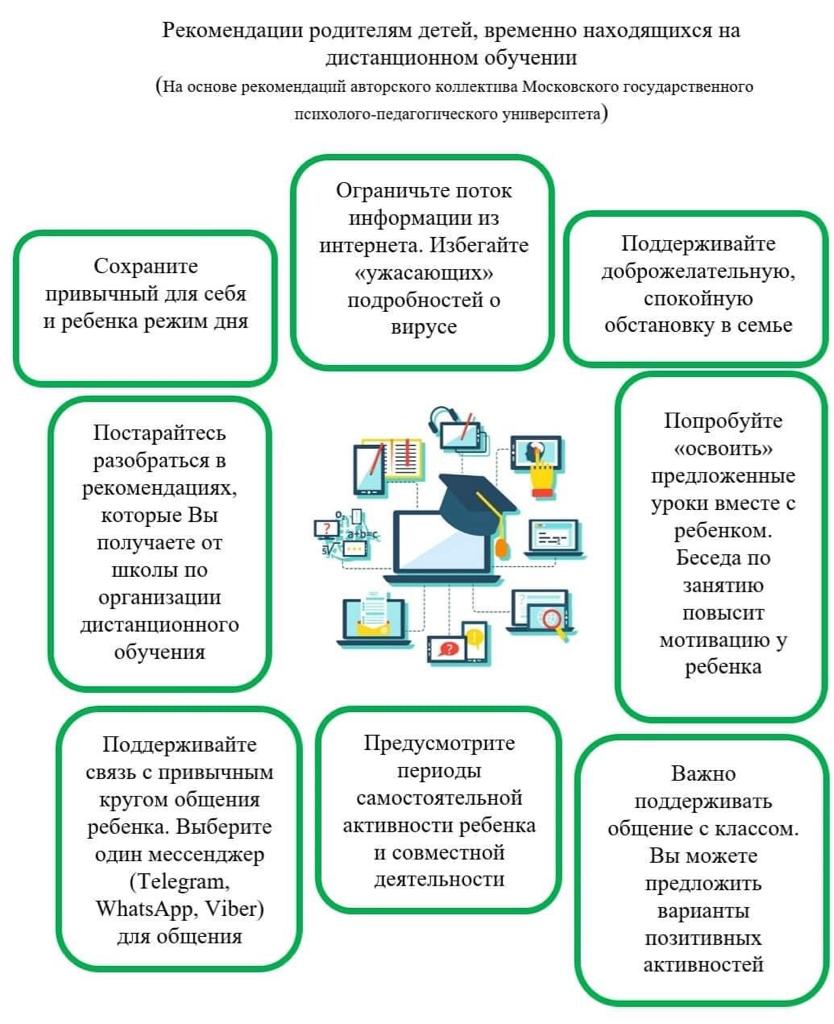 Рекомендации родителям детей, временно находящихся на
дистанционном обучении
(На основе рекомендаций авторского коллектива Московского государственного
психолого-педагогического университета)
Сохраните
привычный для себя
и ребенка режим дня
Ограничьте поток
информации из
интернета. Избегайте
«ужасающих»
подробностей о
вирусе
Поддерживайте
доброжелательную,
спокойную
обстановку в семье
Постарайтесь
разобраться в
рекомендациях,
которые Вы
получаете от
школы по
организации
дистанционного
обучения
a+b=c
Попробуйте
«освоить»
предложенные
уроки вместе с
ребенком.
Беседа по
занятию
повысит
мотивацию у
ребенка
Поддерживайте
связь с привычным
кругом общения
ребенка. Выберите
один мессенджер
(Telegram,
WhatsApp, Viber)
для общения
Предусмотрите
периоды
самостоятельной
активности ребенка
и совместной
деятельности
Важно
поддерживать
общение с классом.
Вы можете
предложить
варианты
позитивных
активностей